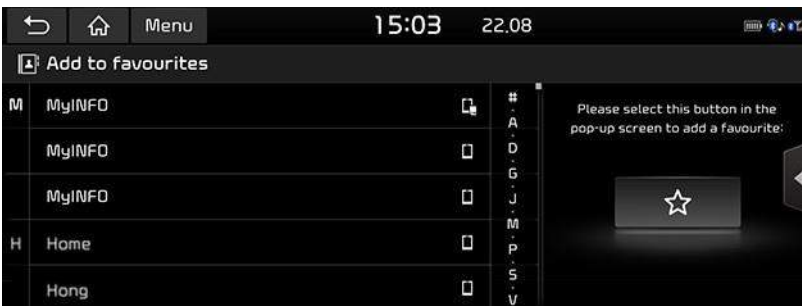 Menu
15:03 22.08
Add to favourites
M MyINFO
MyINFO
MyINFO
H Home
Hong
#
A
D
G
J
M
P
S
V
Please select this button in the
pop-up screen to add a favourite: